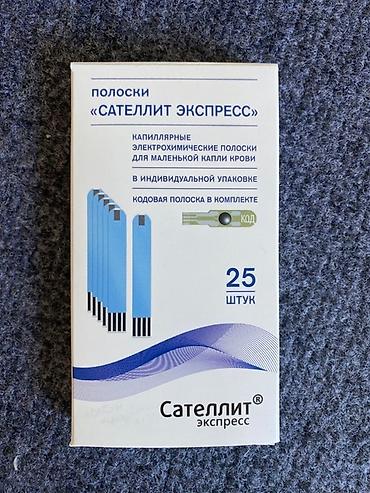 ПОЛОСКИ
«САТЕЛЛИТ ЭКСПРЕСС»
КАПИЛЛЯРНЫЕ
ЭЛЕКТРОХИМИЧЕСКИЕ ПОЛОСКИ
ДЛЯ МАЛЕНЬКОЙ КАПЛИ КРОВИ
В ИНДИВИДУАЛЬНОЙ УПАКОВКЕ
КОДОВАЯ ПОЛОСКА В КОМПЛЕКТЕ
КОД
25
ШТУК
Сателлит®
экспресс